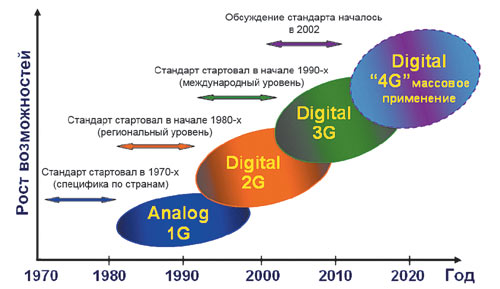 Обсуждение стандарта началось
в 2002
Стандарт стартовал в начале 1990-х
(международный уровень)
Стандарт стартовал в начале 1980-х
(региональный уровень)
Стандарт стартовал в 1970-х
(специфика по странам)
Digital
“4G” массовое
применение
Digital
3G
Digital
2G
Analog
1G
Рост возможностей
1970 1980 1990 2000 2010 2020 Год